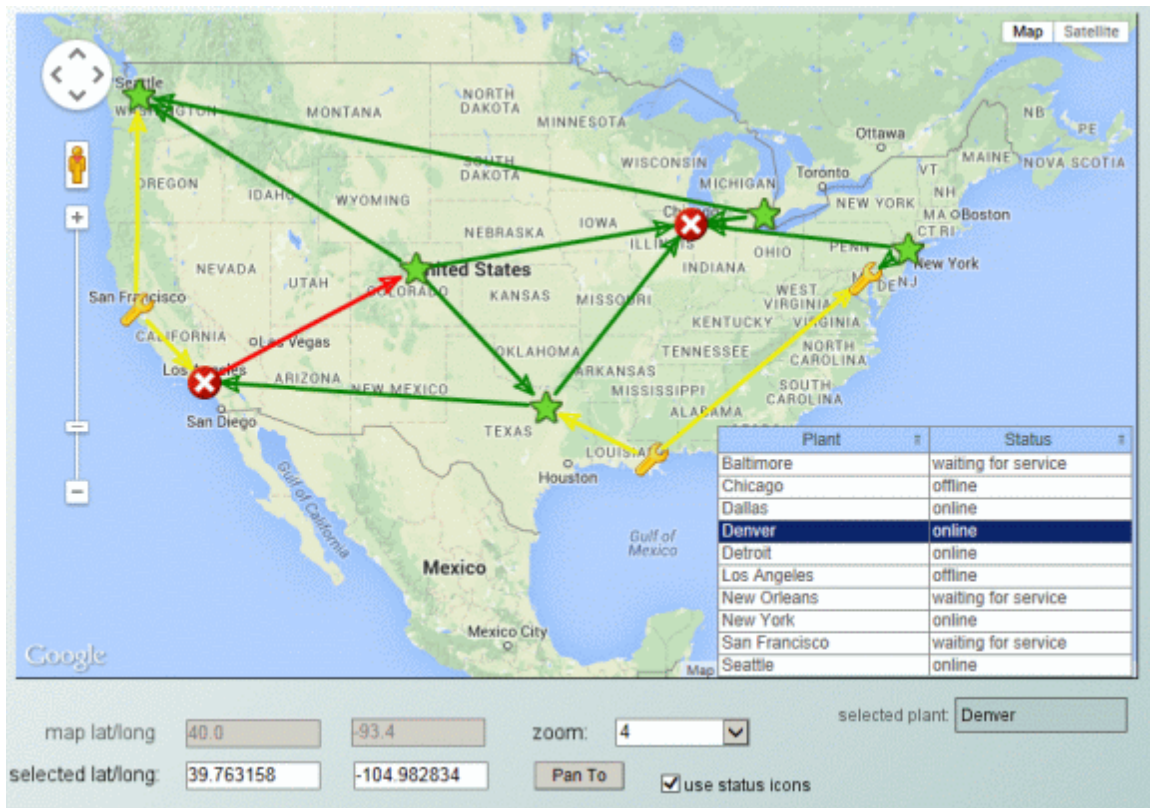 Map Satellite
Seattle
WASHINGTON
MONTANA
NORTH
DAKOTA
MINNESOTA
Ottawa
NB
PE
MAINE
NOVA SCOTIA
OREGON
IDAHO
WYOMING
SOUTH
DAKOTA
WISCONSIN
MICHIGAN
Toronto
VT
NH
NEW YORK
MA Boston
CT RI
Chicago
IOWA
NEBRASKA
ILLINOIS
OHIO
PENN
New York
INDIANA
NEVADA
UTAH
COLORADO
United States
KANSAS
MISSOURI
WEST
VIRGINIA
DE NJ
San Francisco
CALIFORNIA
Las Vegas
KENTUCKY
VIRGINIA
Los Angeles
ARIZONA
NEW MEXICO
OKLAHOMA
ARKANSAS
TENNESSEE
NORTH
CAROLINA
MISSISSIPPI
SOUTH
CAROLINA
ALABAMA
San Diego
TEXAS
LOUISIANA
Houston
Gulf of California
Gulf of
Mexico
Mexico
Mexico City
Google
Map
Plant Status
Baltimore waiting for service
Chicago offline
Dallas online
Denver online
Detroit online
Los Angeles offline
New Orleans waiting for service
New York online
San Francisco waiting for service
Seattle online
map lat/long 40.0 -93.4 zoom: 4 selected plant: Denver
selected lat/long: 39.763158 -104.982834 Pan To use status icons